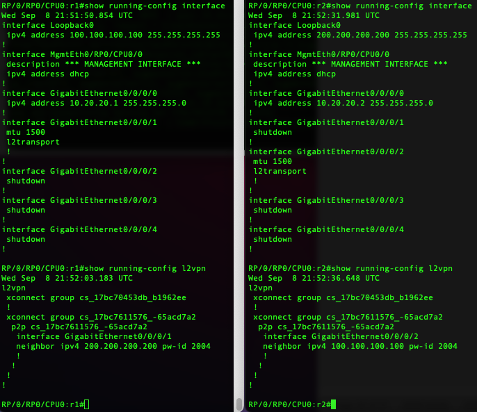 RP/0/RP0/CPU0:r1#show running-config interface
Wed Sep  8 21:51:59.854 UTC
interface Loopback0
 ipv4 address 100.100.100.100 255.255.255.255
!
interface MgmtEth0/RP0/CPU0/0
 description *** MANAGEMENT INTERFACE ***
 ipv4 address dhcp
!
interface GigabitEthernet0/0/0/0
 ipv4 address 10.20.20.1 255.255.255.0
!
interface GigabitEthernet0/0/0/1
 mtu 1500
 l2transport
 !
!
interface GigabitEthernet0/0/0/2
 shutdown
!
interface GigabitEthernet0/0/0/3
 shutdown
!
interface GigabitEthernet0/0/0/4
 shutdown
!
RP/0/RP0/CPU0:r1#show running-config l2vpn
Wed Sep  8 21:52:03.183 UTC
l2vpn
 xconnect group cs_17bc70453db_b1962ee
 !
 xconnect group cs_17bc7611576_-65acd7a2
  p2p cs_17bc7611576_-65acd7a2
   interface GigabitEthernet0/0/0/1
   neighbor ipv4 200.200.200.200 pw-id 2004
   !
  !
 !
!
RP/0/RP0/CPU0:r1#
RP/0/RP0/CPU0:r2#show running-config interface
Wed Sep  8 21:52:31.981 UTC
interface Loopback0
 ipv4 address 200.200.200.200 255.255.255.255
!
interface MgmtEth0/RP0/CPU0/0
 description *** MANAGEMENT INTERFACE ***
 ipv4 address dhcp
!
interface GigabitEthernet0/0/0/0
 ipv4 address 10.20.20.2 255.255.255.0
!
interface GigabitEthernet0/0/0/1
 shutdown
!
interface GigabitEthernet0/0/0/2
 mtu 1500
 l2transport
 !
!
interface GigabitEthernet0/0/0/3
 shutdown
!
interface GigabitEthernet0/0/0/4
 shutdown
!
RP/0/RP0/CPU0:r2#show running-config l2vpn
Wed Sep  8 21:52:36.648 UTC
l2vpn
 xconnect group cs_17bc70453db_b1962ee
 !
 xconnect group cs_17bc7611576_-65acd7a2
  p2p cs_17bc7611576_-65acd7a2
   interface GigabitEthernet0/0/0/2
   neighbor ipv4 100.100.100.100 pw-id 2004
   !
  !
 !
!
RP/0/RP0/CPU0:r2#